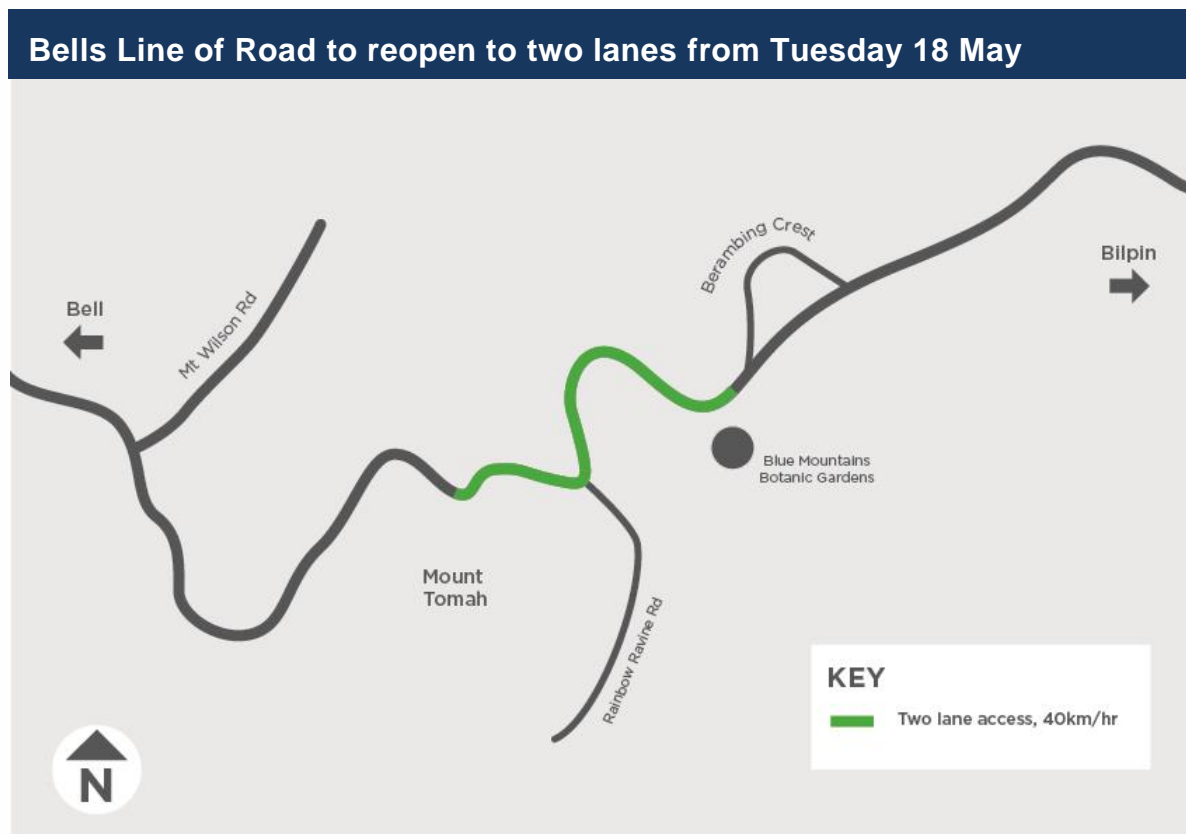 Bells Line of Road to reopen to two lanes from Tuesday 18 May
Berambing Crest
Bilpin
Bell
Mt Wilson Rd
Blue Mountains
Botanic Gardens
Mount
Tomah
Rainbow Ravine Rd
KEY
Two lane access, 40km/hr
N